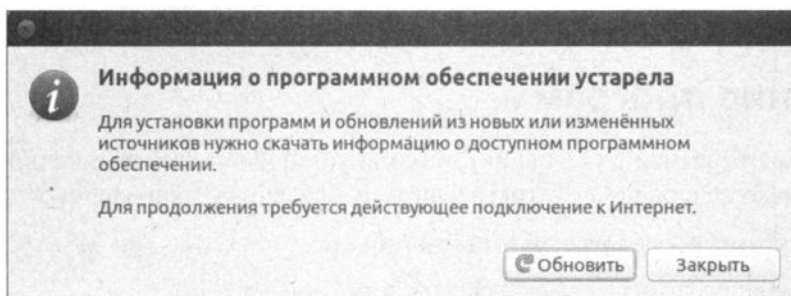 Информация о программном обеспечении устарела
Для установки программ и обновлений из новых или изменённых
источников нужно скачать информацию о доступном программном
обеспечении.
Для продолжения требуется действующее подключение к Интернет.
Обновить
Закрыть